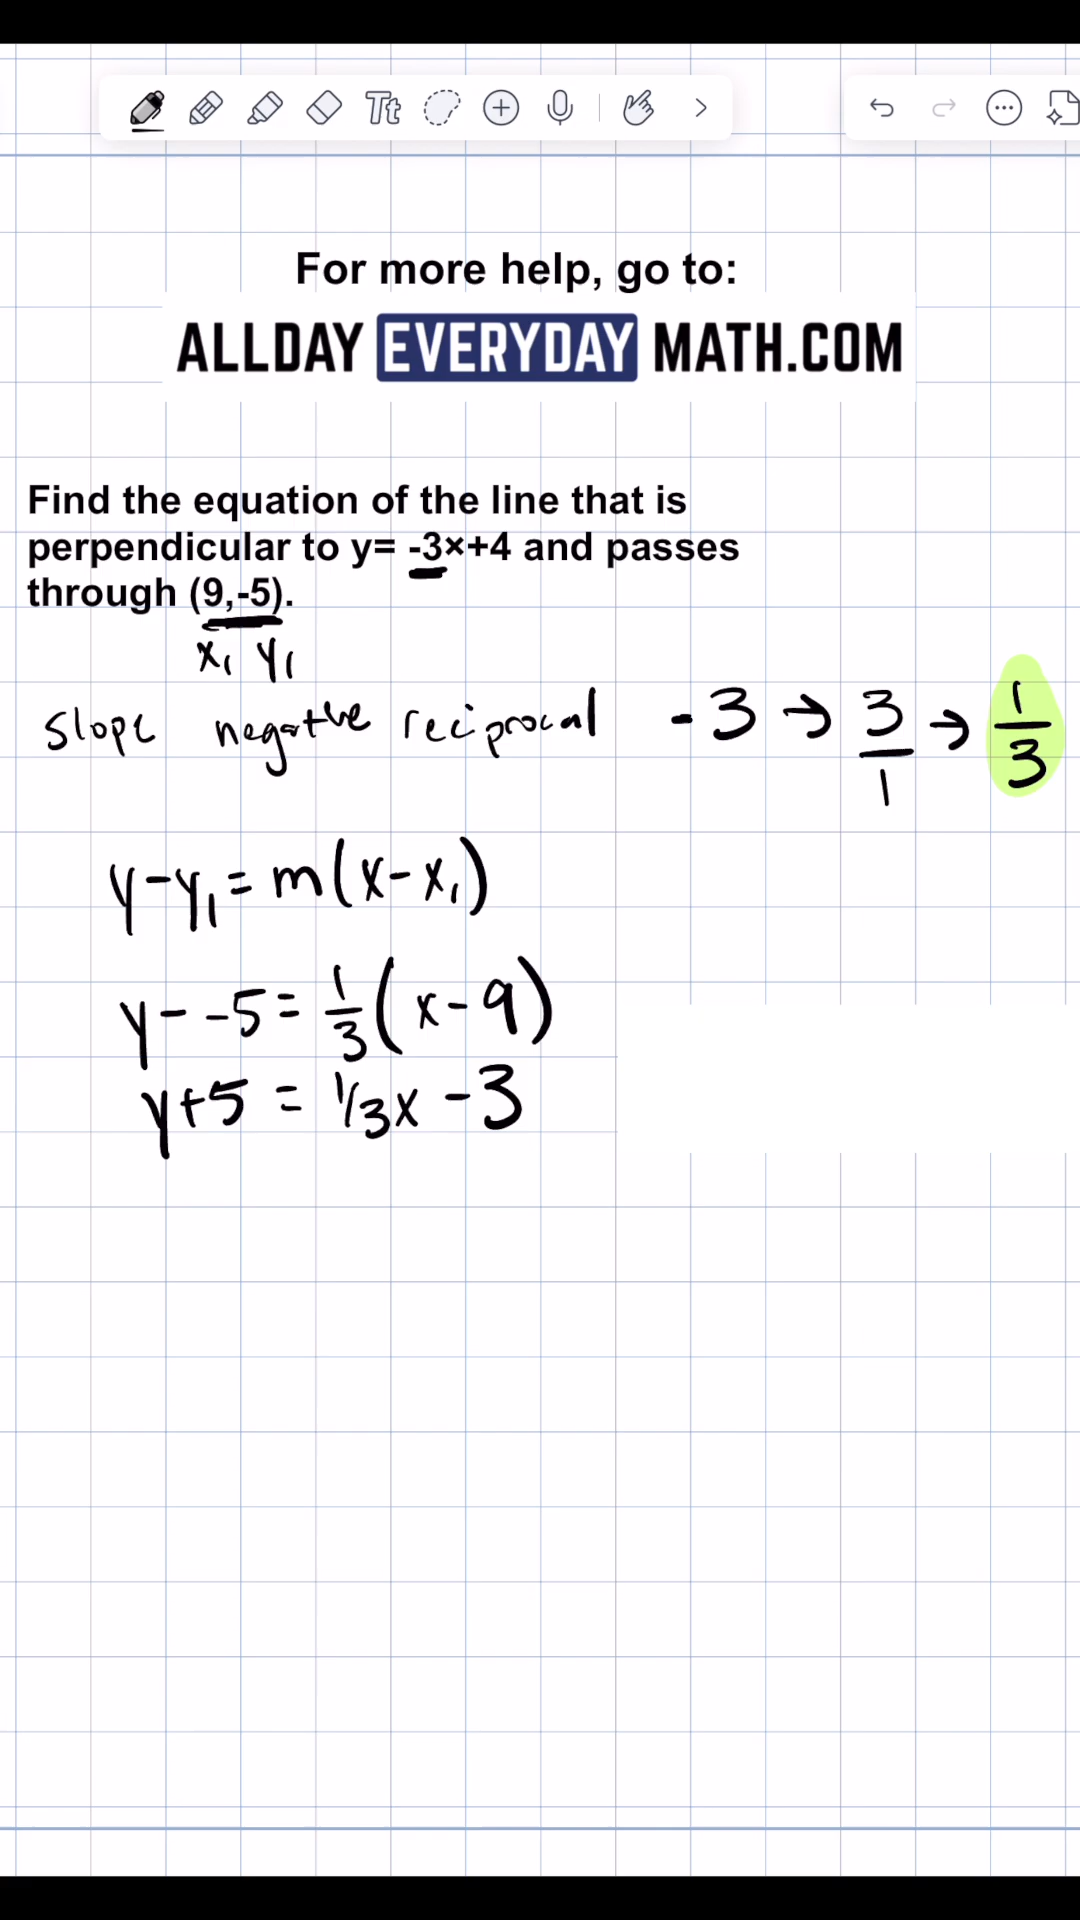 Tt
For more help, go to:
ALLDAY EVERYDAY MATH.COM
Find the equation of the line that is
perpendicular to y= -3×+4 and passes
through (9,-5).
x₁ y₁
slope negative reciprocal -3 → 3/1 → 1/3
y-y₁=m(x-x₁)
y--5=1/3(x-9)
y+5=1/3x-3